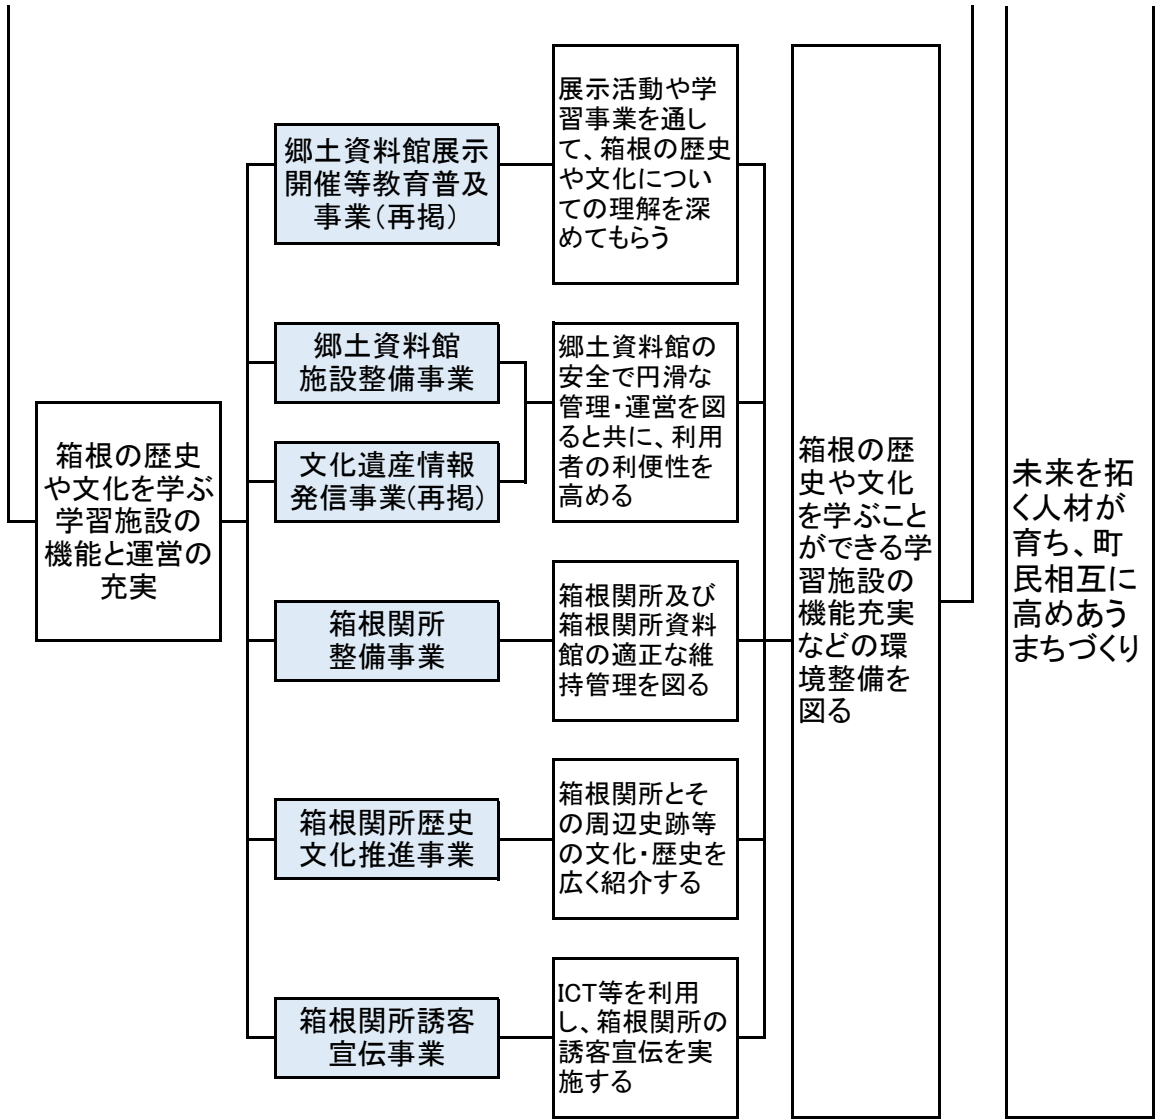 箱根の歴史
や文化を学ぶ
学習施設の
機能と運営の
充実
郷土資料館展示
開催等教育普及
事業(再掲)
郷土資料館
施設整備事業
文化遺産情報
発信事業(再掲)
箱根関所
整備事業
箱根関所歴史
文化推進事業
箱根関所誘客
宣伝事業
展示活動や学
習事業を通し
て、箱根の歴史
や文化につい
ての理解を深
めてもらう
郷土資料館の
安全で円滑な
管理・運営を図
ると共に、利用
者の利便性を
高める
箱根関所及び
箱根関所資料
館の適正な維
持管理を図る
箱根関所とそ
の周辺史跡等
の文化・歴史を
広く紹介する
ICT等を利用
し、箱根関所の
誘客宣伝を実
施する
箱根の歴
史や文化
を学ぶこと
ができる学
習施設の
機能充実
などの環
境整備を
図る
未来を拓
く人材が
育ち、町
民相互に
高めあう
まちづくり